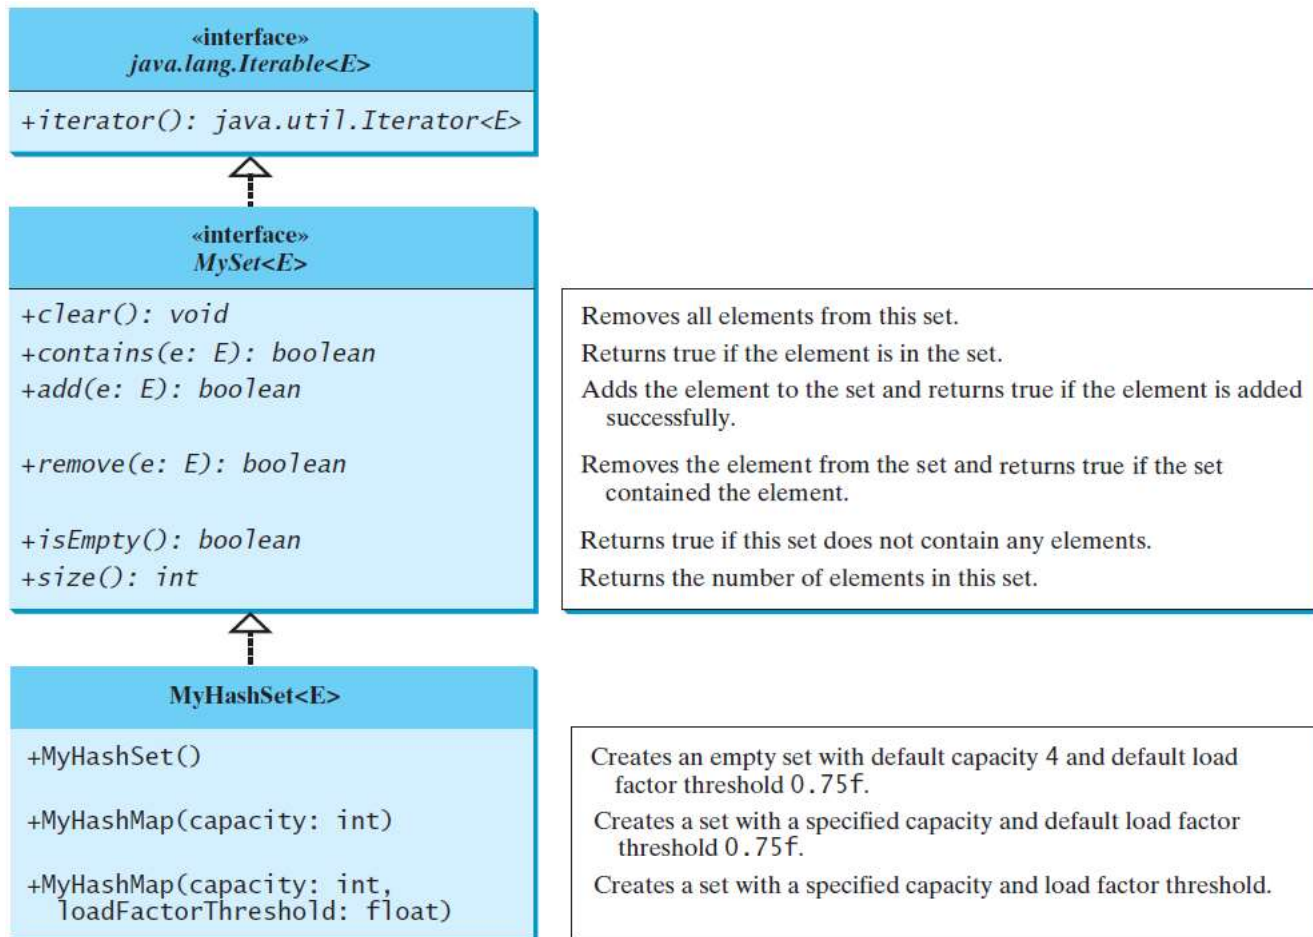 «interface»
java.lang.Iterable<E>
+iterator(): java.util.Iterator<E>
«interface»
MySet<E>
+clear(): void
Removes all elements from this set.
+contains(e: E): boolean
Returns true if the element is in the set.
+add(e: E): boolean
Adds the element to the set and returns true if the element is added
successfully.
+remove(e: E): boolean
Removes the element from the set and returns true if the set
contained the element.
+isEmpty(): boolean
Returns true if this set does not contain any elements.
+size(): int
Returns the number of elements in this set.
MyHashSet<E>
+MyHashSet()
Creates an empty set with default capacity 4 and default load
factor threshold 0.75f.
+MyHashMap(capacity: int)
Creates a set with a specified capacity and default load factor
threshold 0.75f.
+MyHashMap(capacity: int,
loadFactorThreshold: float)
Creates a set with a specified capacity and load factor threshold.